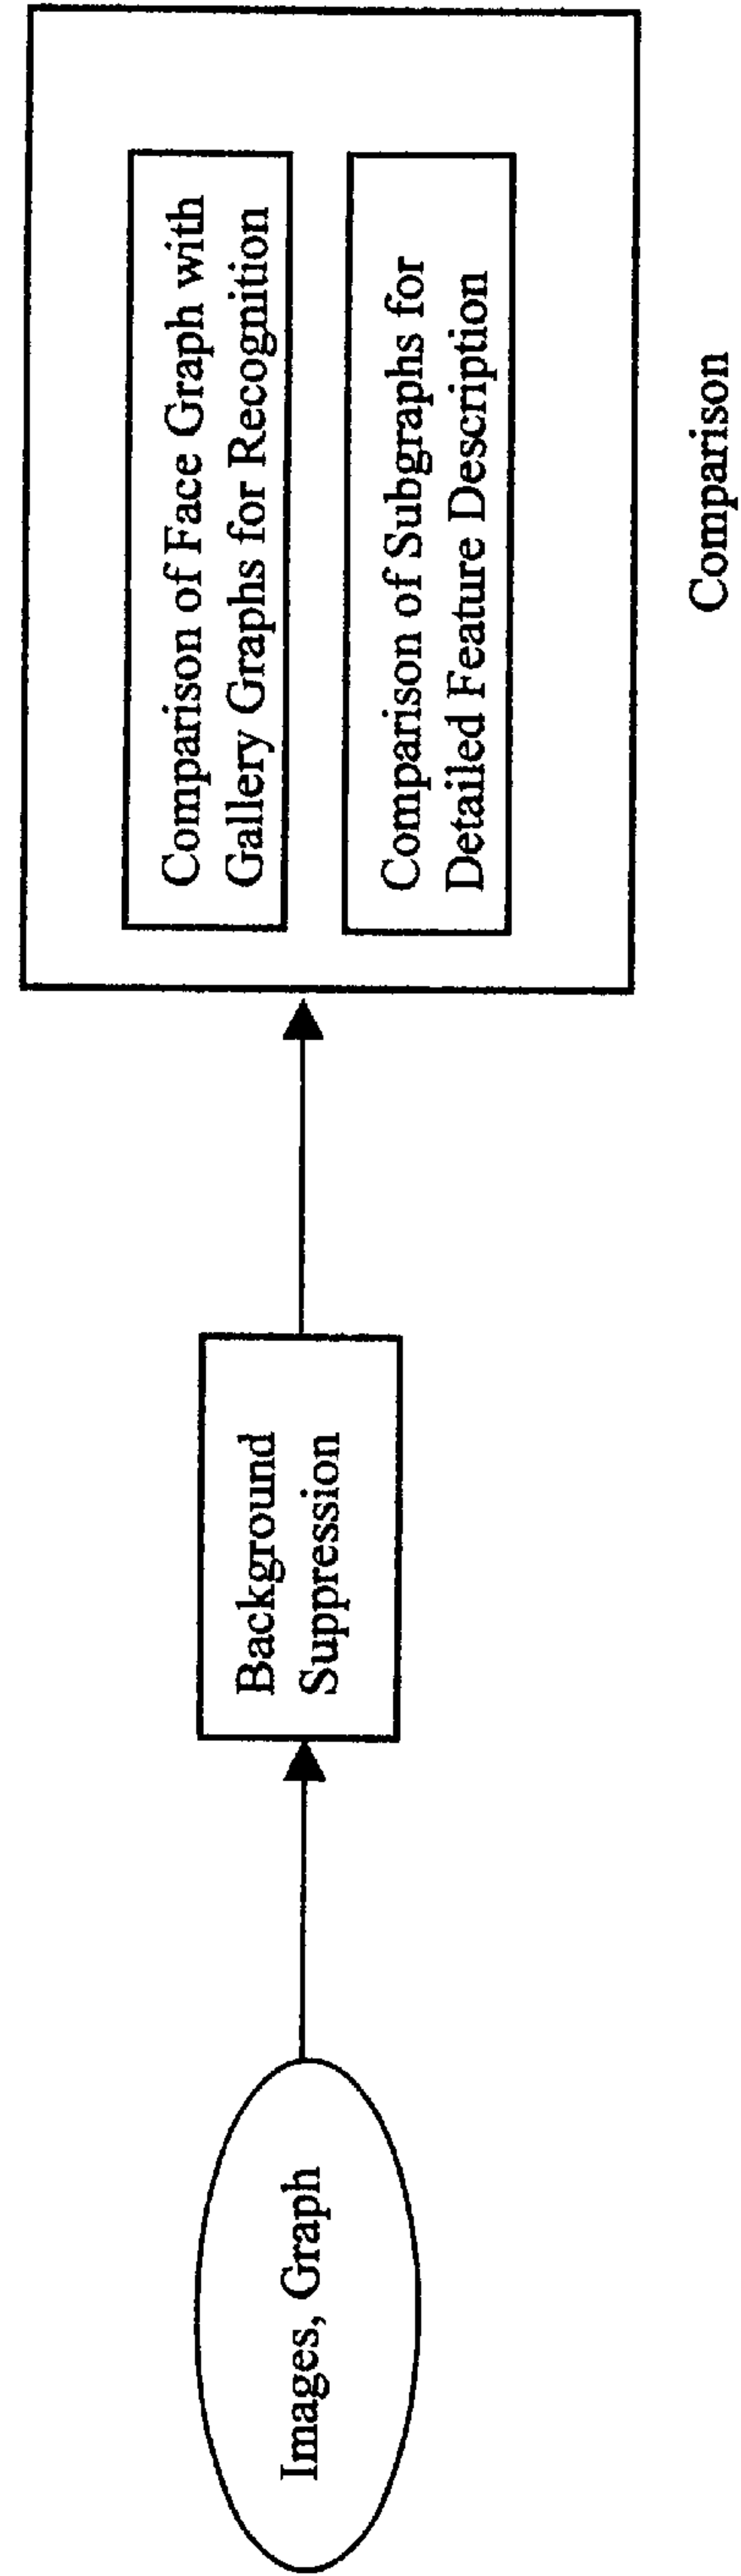 Images, Graph
Background
Suppression
Comparison of Face Graph with
Gallery Graphs for Recognition
Comparison of Subgraphs for
Detailed Feature Description
Comparison